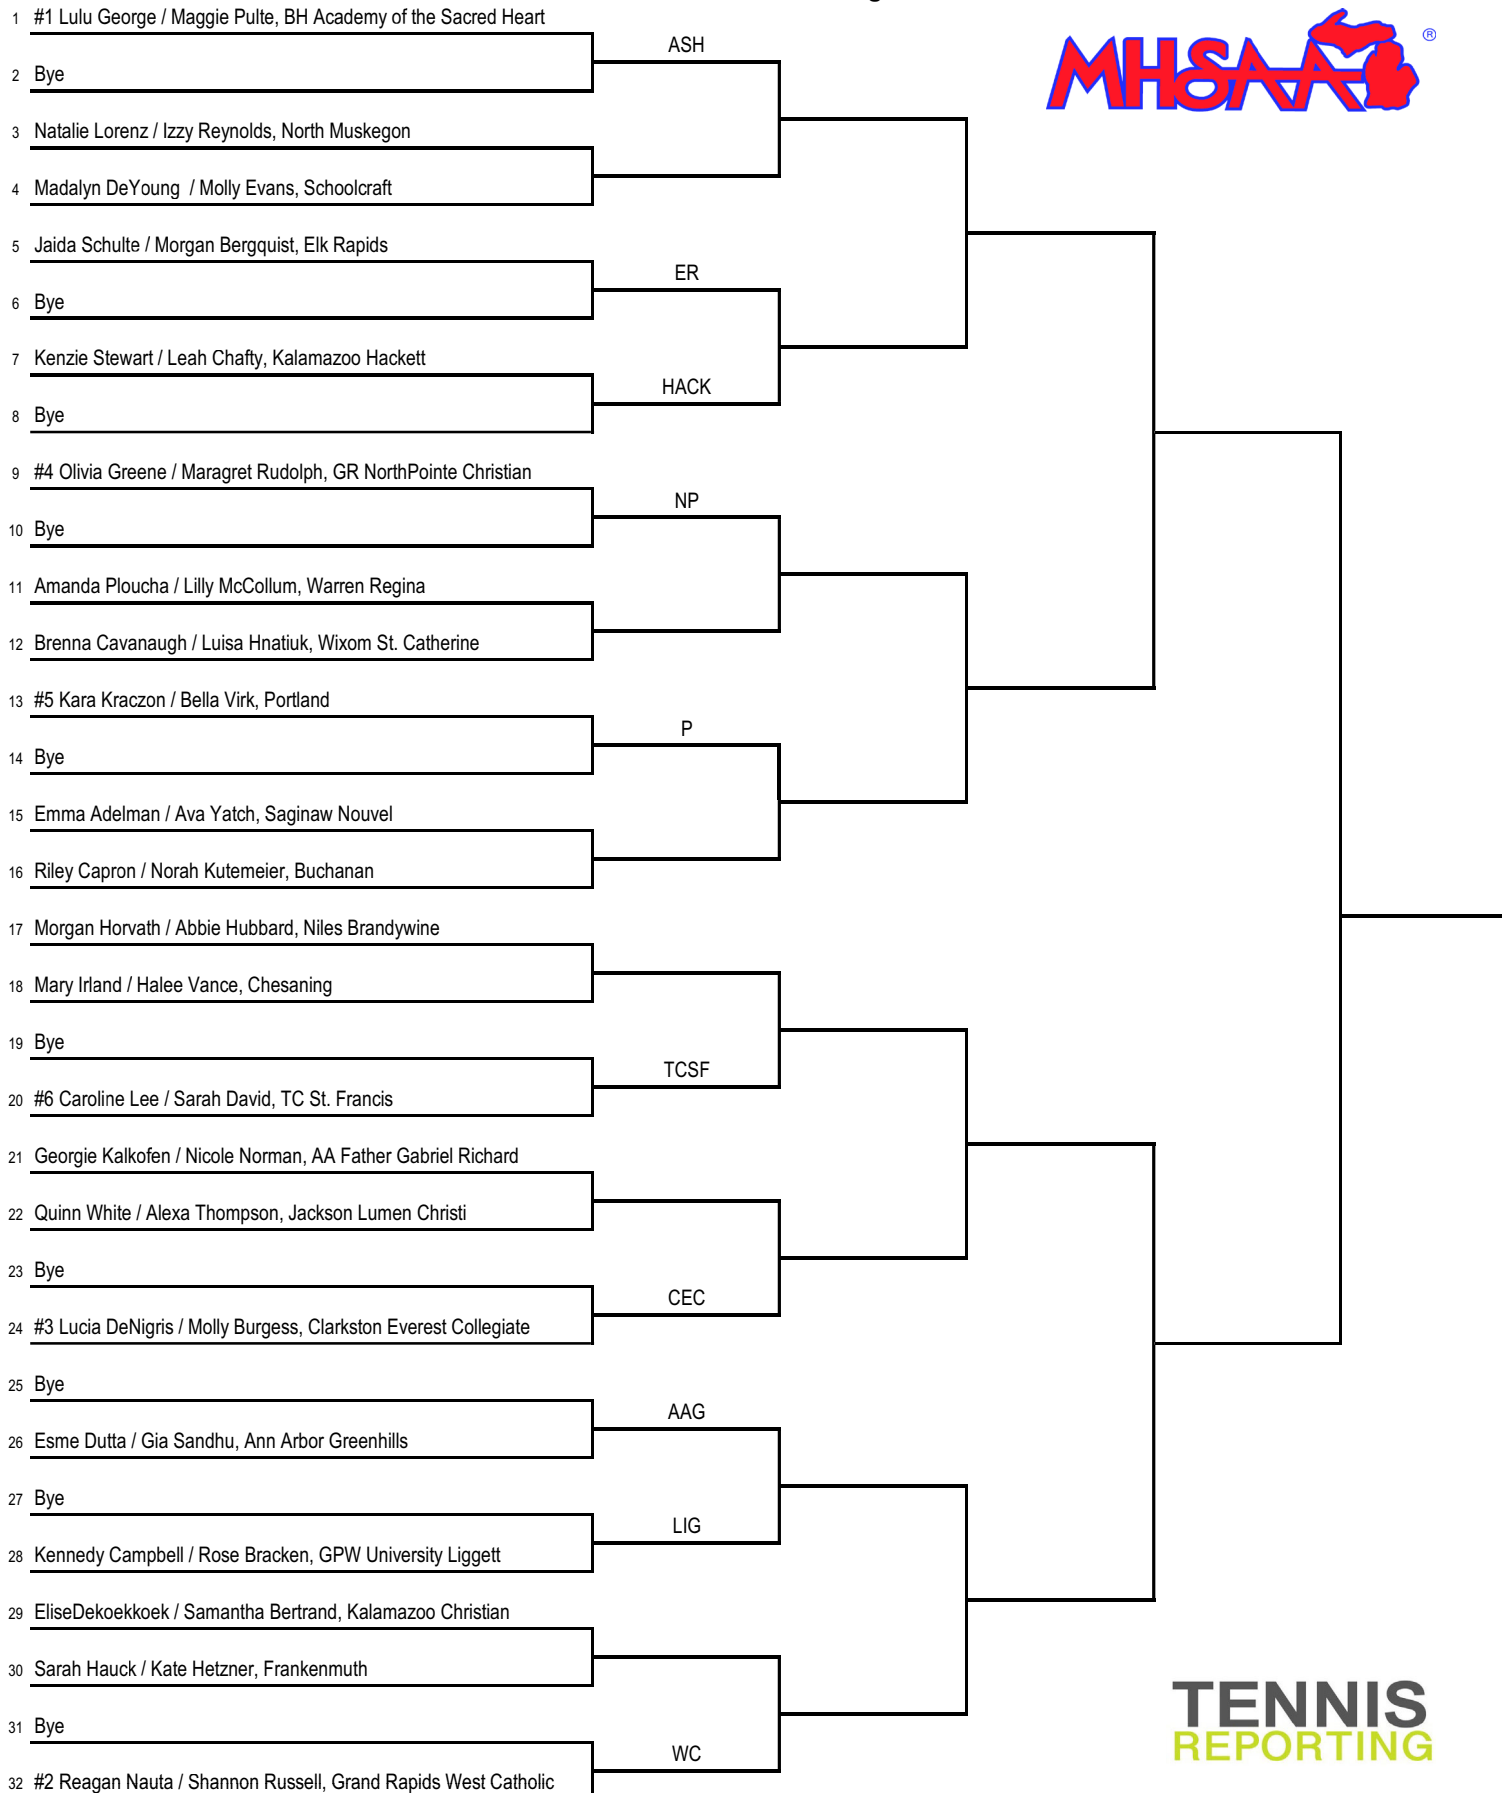 1 #1 Lulu George / Maggie Pulte, BH Academy of the Sacred Heart
ASH
MHSAA ®
2 Bye
3 Natalie Lorenz / Izzy Reynolds, North Muskegon
4 Madalyn DeYoung / Molly Evans, Schoolcraft
5 Jaida Schulte / Morgan Bergquist, Elk Rapids
ER
6 Bye
7 Kenzie Stewart / Leah Chafty, Kalamazoo Hackett
HACK
8 Bye
9 #4 Olivia Greene / Maragret Rudolph, GR NorthPointe Christian
NP
10 Bye
11 Amanda Ploucha / Lilly McCollum, Warren Regina
12 Brenna Cavanaugh / Luisa Hnatiuk, Wixom St. Catherine
13 #5 Kara Kraczon / Bella Virk, Portland
P
14 Bye
15 Emma Adelman / Ava Yatch, Saginaw Nouvel
16 Riley Capron / Norah Kutemeier, Buchanan
17 Morgan Horvath / Abbie Hubbard, Niles Brandywine
18 Mary Irland / Halee Vance, Chesaning
19 Bye
TCSF
20 #6 Caroline Lee / Sarah David, TC St. Francis
21 Georgie Kalkofen / Nicole Norman, AA Father Gabriel Richard
22 Quinn White / Alexa Thompson, Jackson Lumen Christi
23 Bye
CEC
24 #3 Lucia DeNigris / Molly Burgess, Clarkston Everest Collegiate
25 Bye
AAG
26 Esme Dutta / Gia Sandhu, Ann Arbor Greenhills
27 Bye
LIG
28 Kennedy Campbell / Rose Bracken, GPW University Liggett
29 EliseDekoekkoek / Samantha Bertrand, Kalamazoo Christian
30 Sarah Hauck / Kate Hetzner, Frankenmuth
31 Bye
WC
32 #2 Reagan Nauta / Shannon Russell, Grand Rapids West Catholic
TENNIS
REPORTING